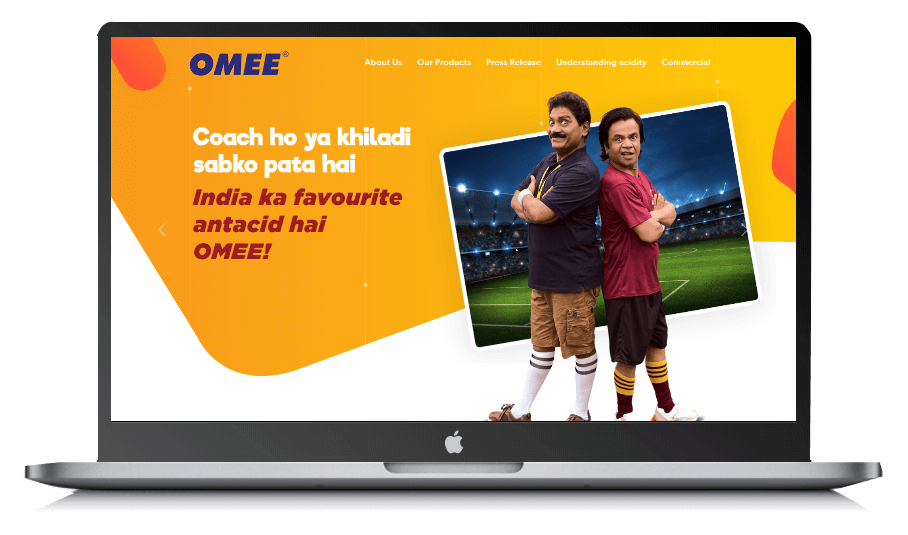 OMEE®
About Us Our Products Press Release Understanding acidity Commercial
Coach ho ya khiladi
sabko pata hai
India ka favourite
antacid hai
OMEE!